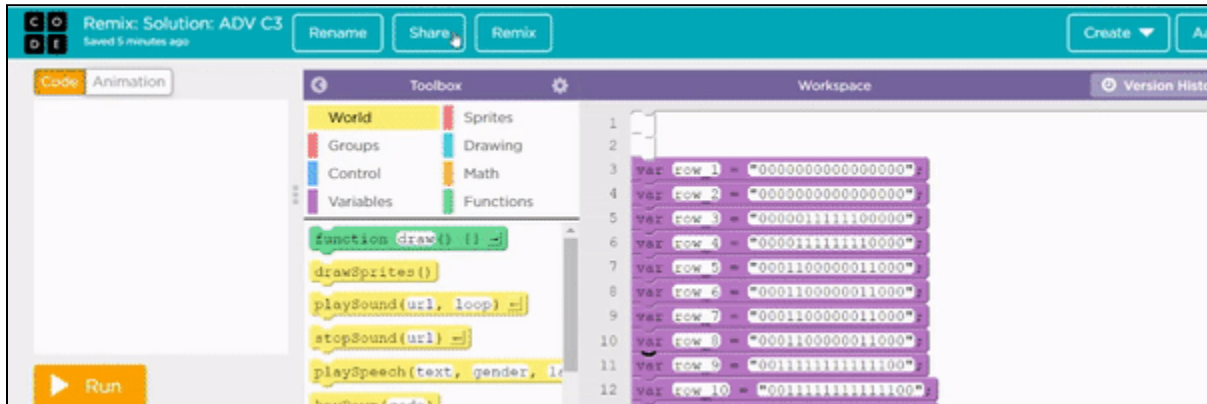 CODE
Remix: Solution: ADV C3
Saved 5 minutes ago
Rename
Share
Remix
Create
Code
Animation
Toolbox
Workspace
Version Histo
World
Sprites
Groups
Drawing
Control
Math
Variables
Functions
function draw() {}
drawSprites()
playSound(url, loop)
stopSound(url)
playSpeech(text, gender, la
Run
1
2
3 var row_1 = "0000000000000000";
4 var row_2 = "0000000000000000";
5 var row_3 = "0000011111100000";
6 var row_4 = "0000111111110000";
7 var row_5 = "0001100000011000";
8 var row_6 = "0001100000011000";
9 var row_7 = "0001100000011000";
10 var row_8 = "0001100000011000";
11 var row_9 = "0011111111111100";
12 var row_10 = "0011111111111100";